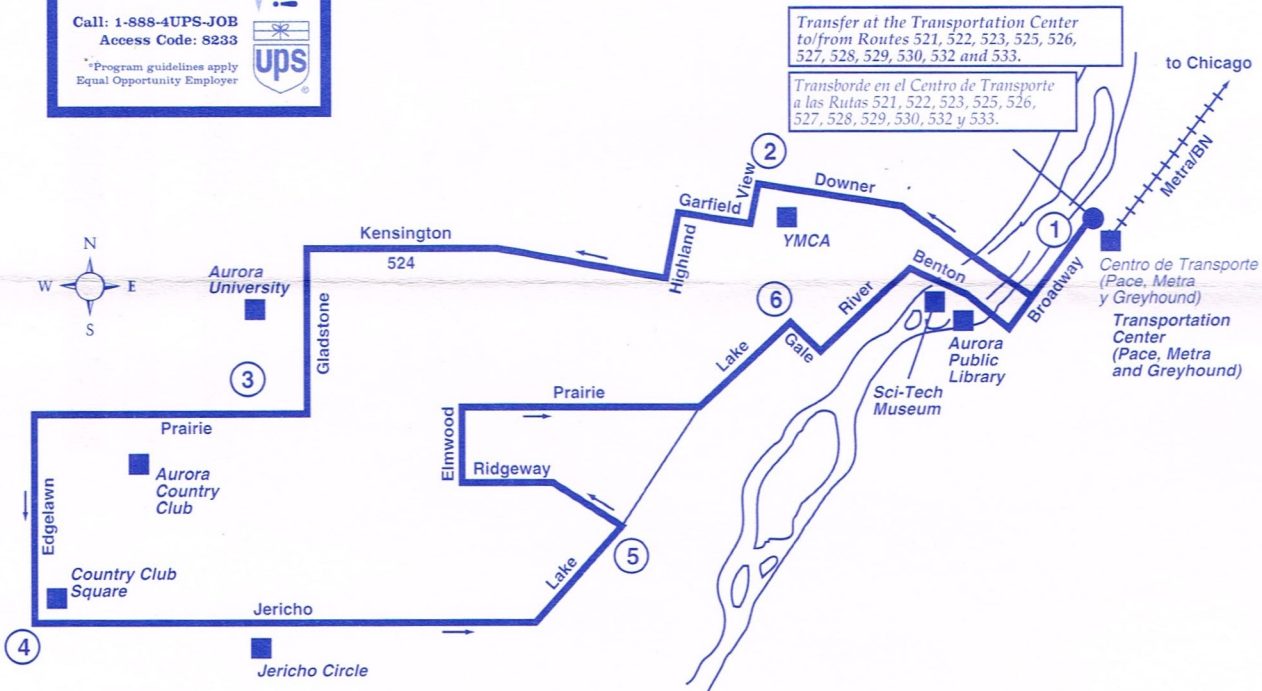 Call: 1-888-4UPS-JOB
Access Code: 8233
*°Program guidelines apply
Equal Opportunity Employer
ups
®
Transfer at the Transportation Center
to/from Routes 521, 522, 523, 525, 526,
527, 528, 529, 530, 532 and 533.
Transborde en el Centro de Transporte
a las Rutas 521, 522, 523, 525, 526,
527, 528, 529, 530, 532 y 533.
to Chicago
Metra/BN
2
View
Downer
Garfield
YMCA
Highland
1
Broadway
Centro de Transporte
(Pace, Metra
y Greyhound)
Transportation
Center
(Pace, Metra
and Greyhound)
Kensington
524
N
W
E
S
Aurora
University
Gladstone
Benton
River
6
Gale
Lake
Aurora
Public
Library
Sci-Tech
Museum
3
Prairie
Prairie
Elmwood
Ridgeway
Aurora
Country
Club
Edgelawn
5
Lake
Country Club
Square
Jericho
4
Jericho Circle